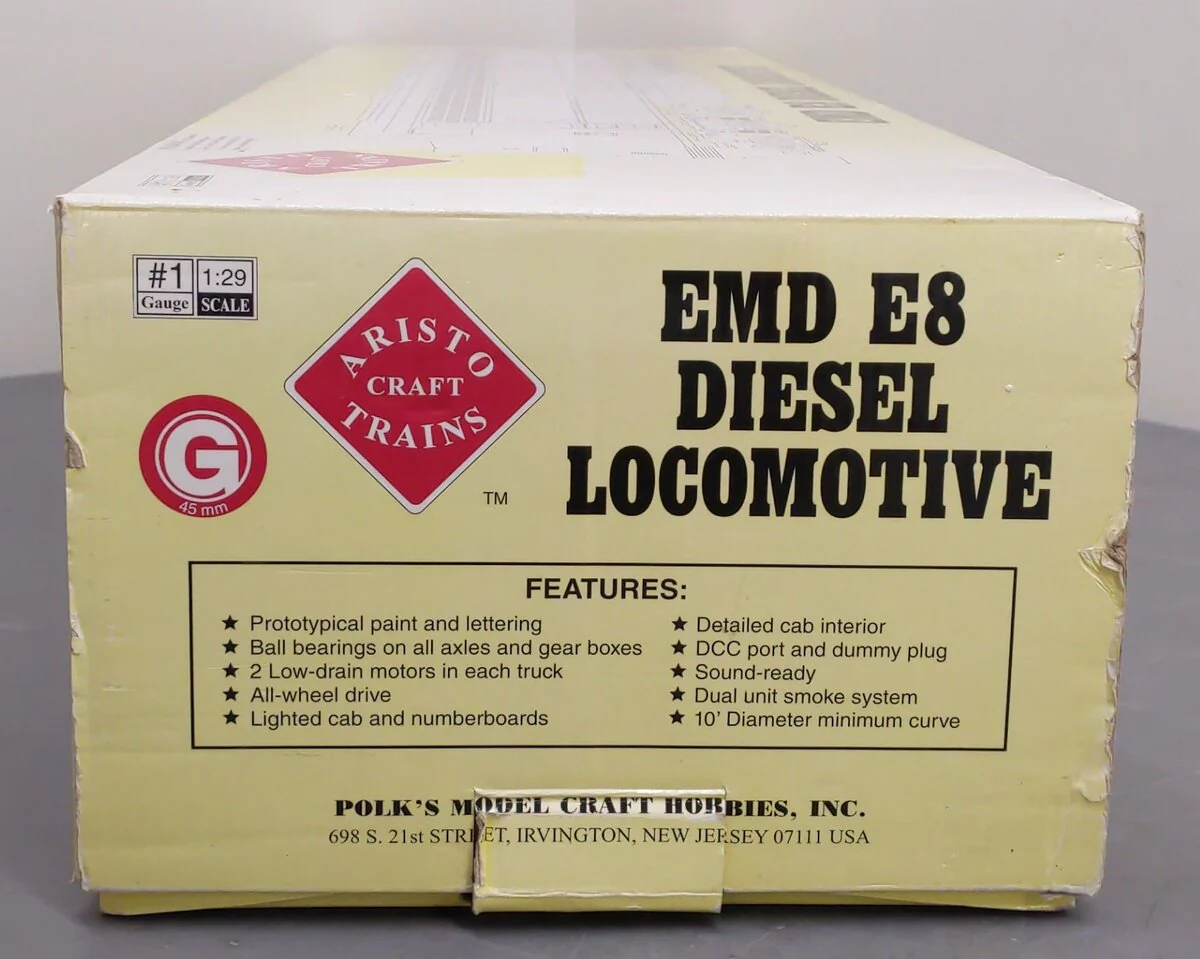 #1 Gauge
1:29 SCALE
ARISTO
CRAFT
TRAINS
TM
G
45 mm
EMD E8
DIESEL
LOCOMOTIVE
FEATURES:
★ Prototypical paint and lettering
★ Ball bearings on all axles and gear boxes
★ 2 Low-drain motors in each truck
★ All-wheel drive
★ Lighted cab and numberboards
★ Detailed cab interior
★ DCC port and dummy plug
★ Sound-ready
★ Dual unit smoke system
★ 10' Diameter minimum curve
POLK'S MODEL CRAFT HOBBIES, INC.
698 S. 21st STREET, IRVINGTON, NEW JERSEY 07111 USA